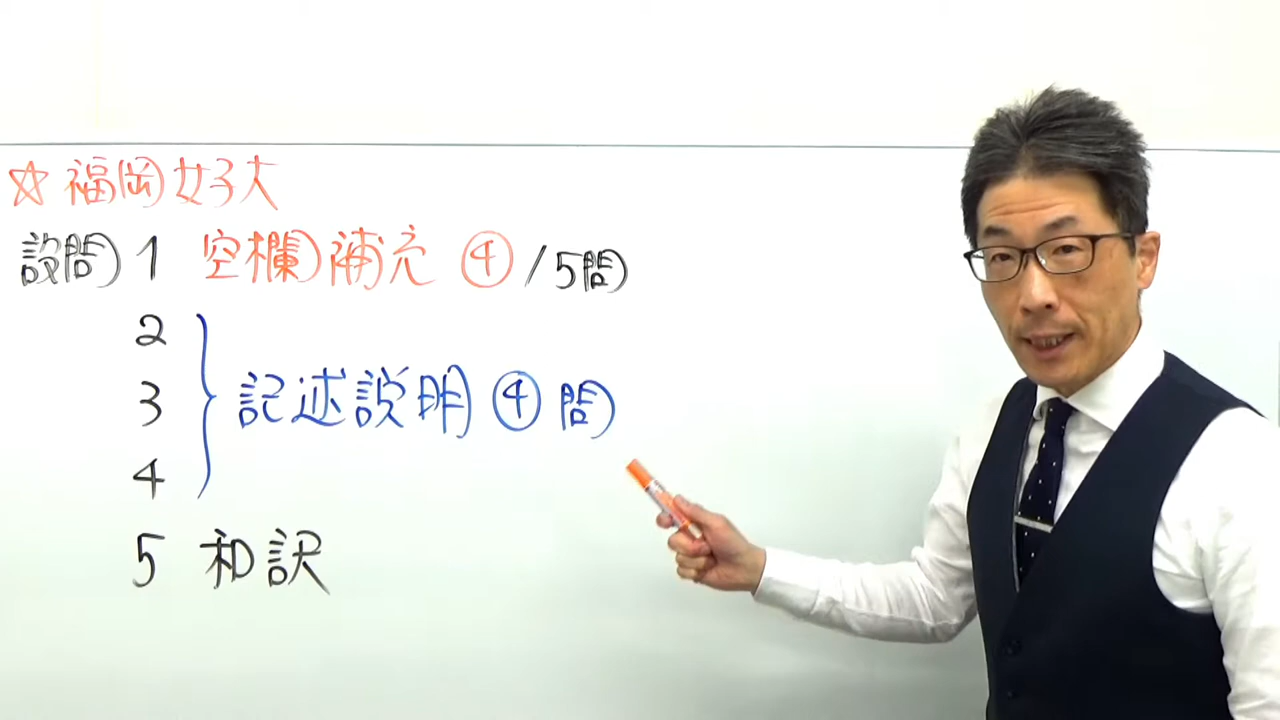 ☆ 福岡女子大
設問 1 空欄補充 ④ /5問
2
3 記述説明 ④ 問
4
5 和訳